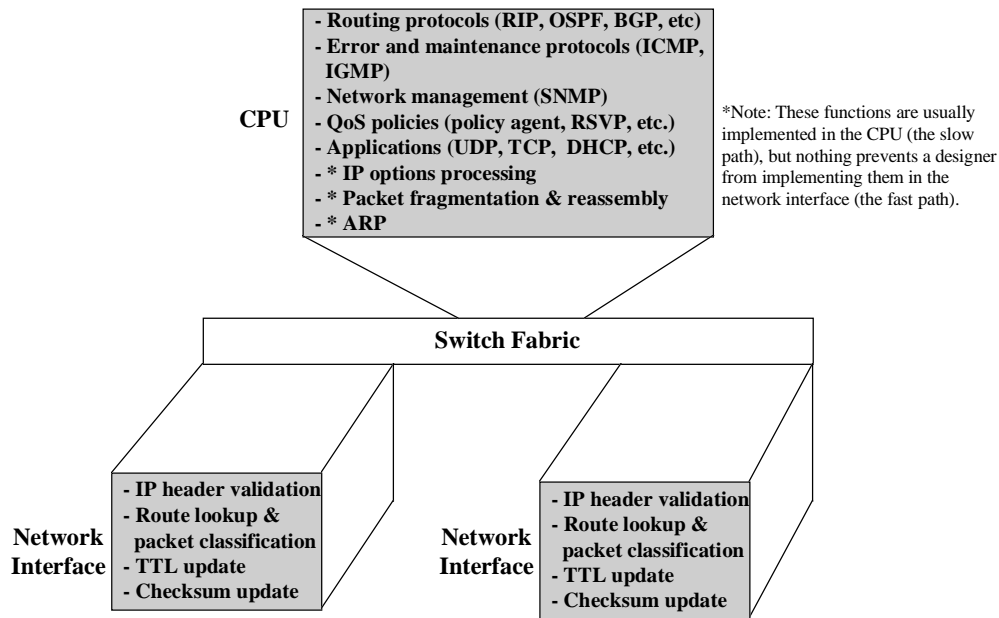 - Routing protocols (RIP, OSPF, BGP, etc)
- Error and maintenance protocols (ICMP,
IGMP)
- Network management (SNMP)
- QoS policies (policy agent, RSVP, etc.)
- Applications (UDP, TCP, DHCP, etc.)
- * IP options processing
- * Packet fragmentation & reassembly
- * ARP
CPU
*Note: These functions are usually
implemented in the CPU (the slow
path), but nothing prevents a designer
from implementing them in the
network interface (the fast path).
Switch Fabric
Network
Interface
- IP header validation
- Route lookup &
packet classification
- TTL update
- Checksum update
Network
Interface
- IP header validation
- Route lookup &
packet classification
- TTL update
- Checksum update